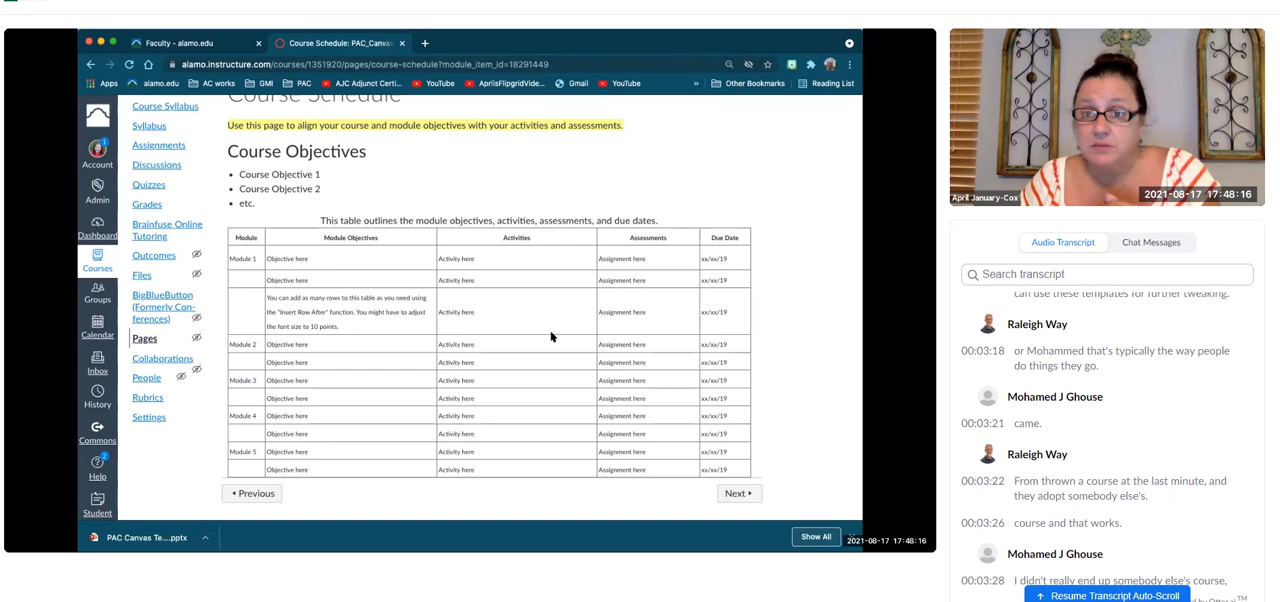 Faculty - alamo.edu
Course Schedule: PAC_Canvas
alamo.instructure.com/courses/1351920/pages/course-schedule?module_item_id=18291449
Apps
alamo.edu
AC works
GMI
PAC
AJC Adjunct Certi...
YouTube
AprilsFlipgridVide...
Gmail
YouTube
»
Other Bookmarks
Reading List
Account
Admin
Dashboard
Courses
Groups
Calendar
Inbox
History
Commons
Help
Student
1
2
Course Syllabus
Syllabus
Assignments
Discussions
Quizzes
Grades
Brainfuse Online
Tutoring
Outcomes
Files
BigBlueButton
(Formerly Con-
ferences)
Pages
Collaborations
People
Rubrics
Settings
Course Schedule
Use this page to align your course and module objectives with your activities and assessments.
Course Objectives
• Course Objective 1
• Course Objective 2
• etc.
This table outlines the module objectives, activities, assessments, and due dates.
Module Module Objectives Activities Assessments Due Date
Module 1 Objective here Activity here Assignment here xx/xx/19
Objective here Activity here Assignment here xx/xx/19
You can add as many rows to this table as you need using
the "Insert Row After" function. You might have to adjust
the font size to 10 points.
Activity here Assignment here xx/xx/19
Module 2 Objective here Activity here Assignment here xx/xx/19
Objective here Activity here Assignment here xx/xx/19
Module 3 Objective here Activity here Assignment here xx/xx/19
Objective here Activity here Assignment here xx/xx/19
Module 4 Objective here Activity here Assignment here xx/xx/19
Objective here Activity here Assignment here xx/xx/19
Module 5 Objective here Activity here Assignment here xx/xx/19
Objective here Activity here Assignment here xx/xx/19
Previous
Next
PAC Canvas Te....pptx
Show All
2021-08-17 17:48:16
April January-Cox
2021-08-17 17:48:16
Audio Transcript
Chat Messages
Search transcript
can use these templates for further tweaking.
Raleigh Way
00:03:18 or Mohammed that's typically the way people
do things they go.
Mohamed J Ghouse
00:03:21 came.
Raleigh Way
00:03:22 From thrown a course at the last minute, and
they adopt somebody else's.
00:03:26 course and that works.
Mohamed J Ghouse
00:03:28 I didn't really end up somebody else's course,
Resume Transcript Auto-Scroll
by Otter.ai™